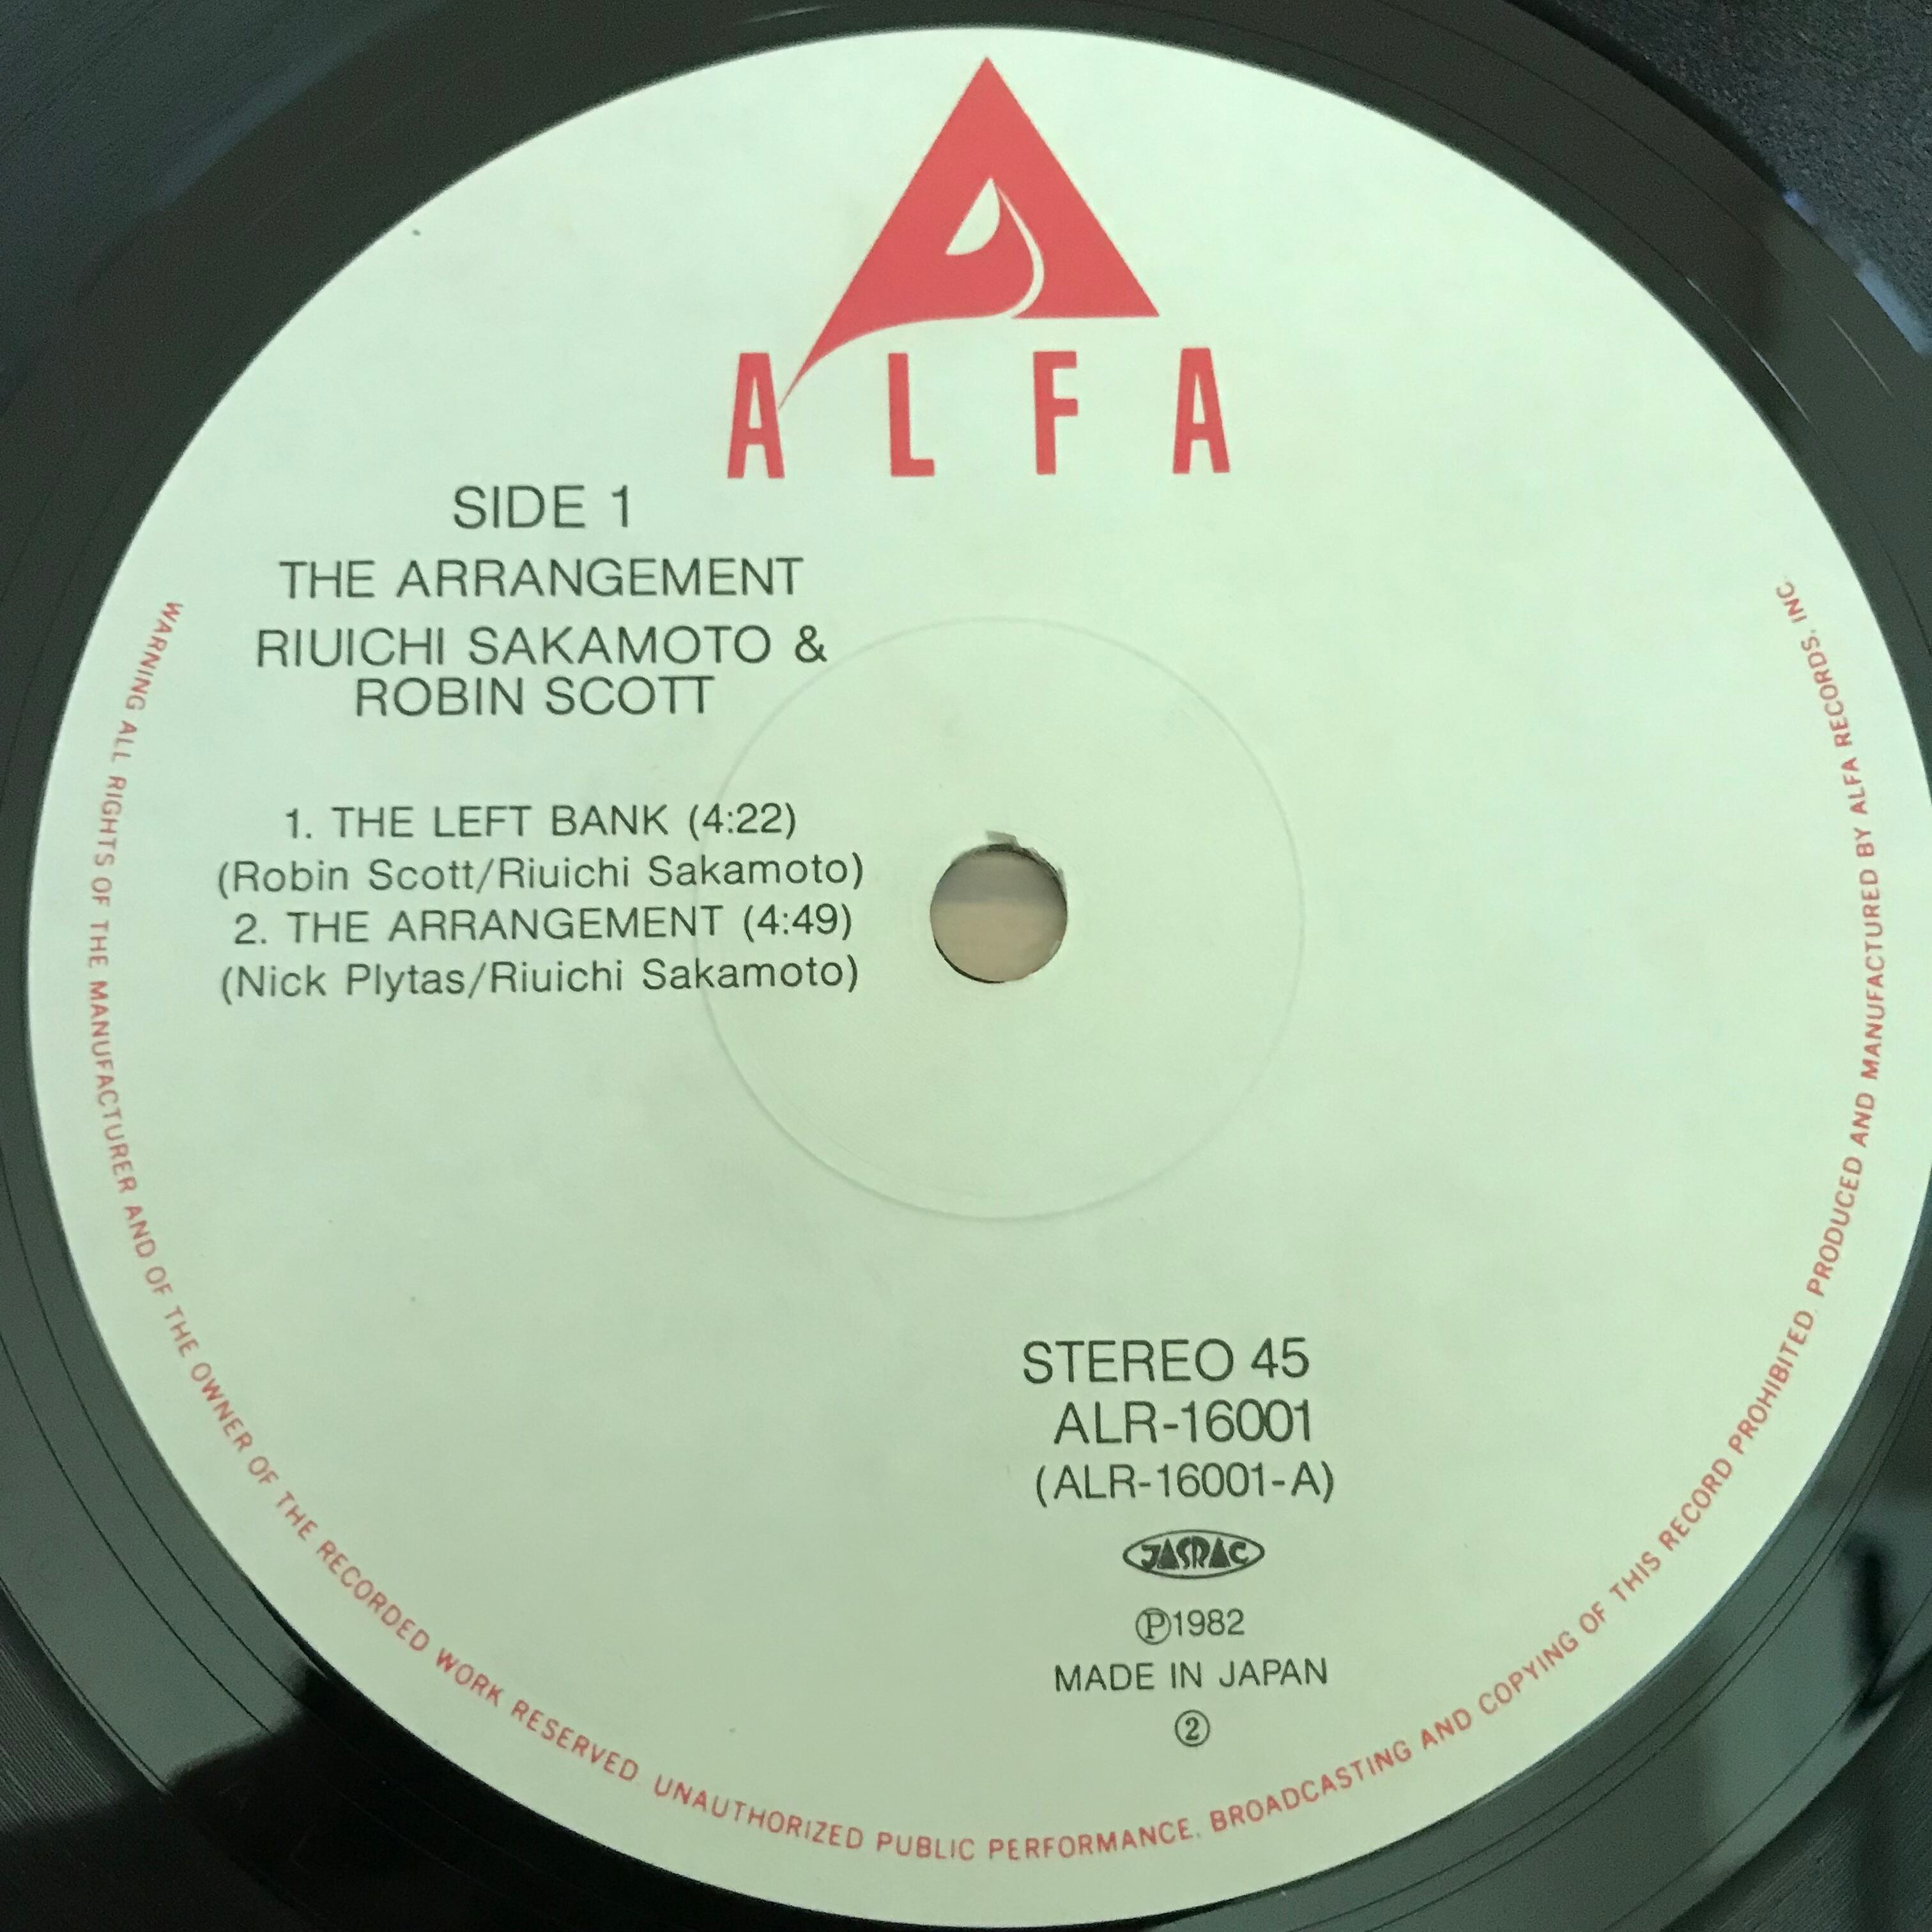 ALFA
SIDE 1
THE ARRANGEMENT
RIUICHI SAKAMOTO &
ROBIN SCOTT
1. THE LEFT BANK (4:22)
(Robin Scott/Riuichi Sakamoto)
2. THE ARRANGEMENT (4:49)
(Nick Plytas/Riuichi Sakamoto)
STEREO 45
ALR-16001
(ALR-16001-A)
JASRAC
Ⓟ1982
MADE IN JAPAN
②
WARNING ALL RIGHTS OF THE MANUFACTURER AND OF THE OWNER OF THE RECORDED WORK RESERVED. UNAUTHORIZED PUBLIC PERFORMANCE, BROADCASTING AND COPYING OF THIS RECORD PROHIBITED. PRODUCED AND MANUFACTURED BY ALFA RECORDS, INC.